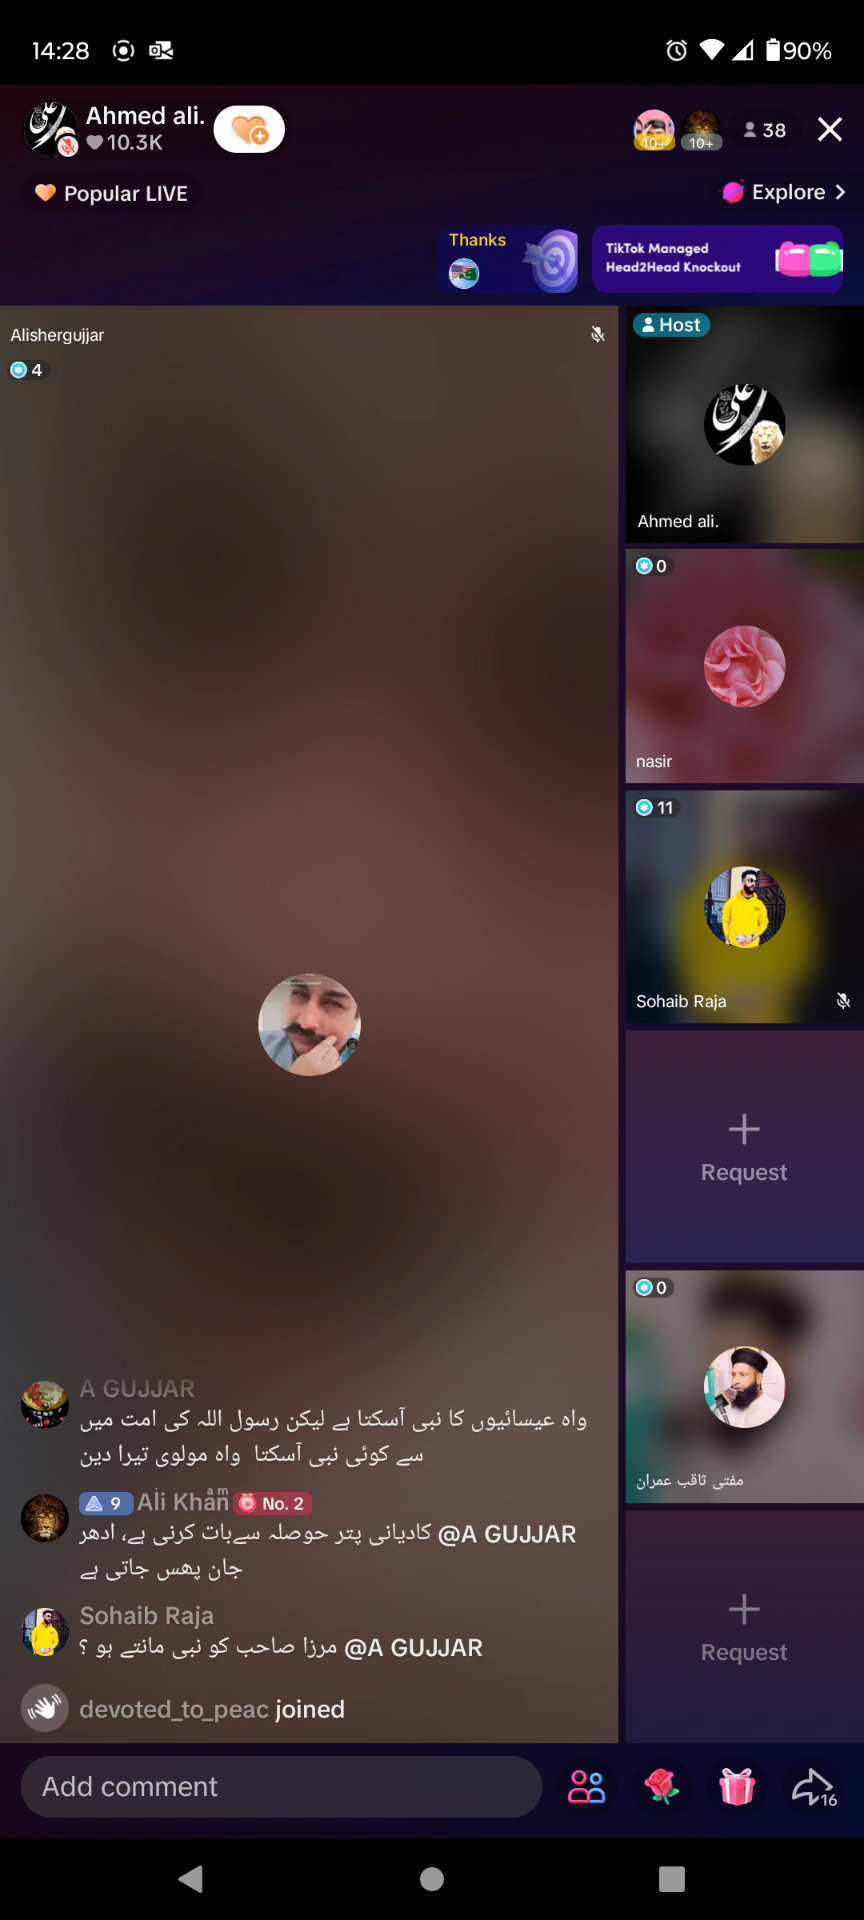 14:28
90%
Ahmed ali.
10.3K
10+
10+
38
Popular LIVE
Explore
Thanks
TikTok Managed
Head2Head Knockout
Alishergujjar
4
Host
Ahmed ali.
0
nasir
11
Sohaib Raja
Request
0
مفتی ثاقب عمران
Request
A GUJJAR
واہ عیسائیوں کا نبی آسکتا ہے لیکن رسول اللہ کی امت میں
سے کوئی نبی آسکتا واہ مولوی تیرا دین
9 Ali Khan No. 2
@A GUJJAR کادیانی پتر حوصلہ سےبات کرنی ہے، ادھر
جان پھس جاتی ہے
Sohaib Raja
@A GUJJAR مرزا صاحب کو نبی مانتے ہو ؟
devoted_to_peac joined
Add comment
16